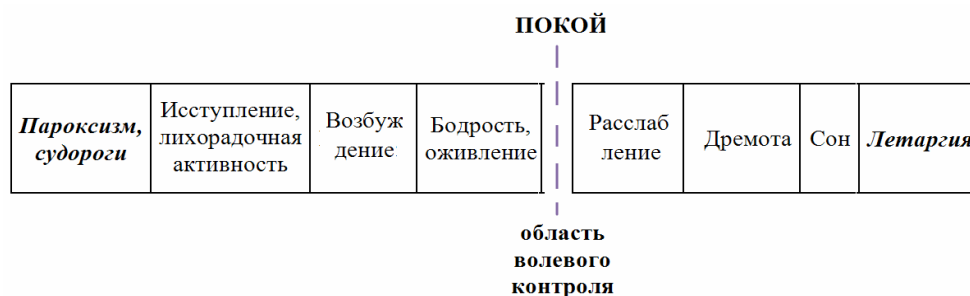 ПОКОЙ
Пароксизм,
судороги
Исступление,
лихорадочная
активность
Возбуж
дение
Бодрость,
оживление
Расслаб
ление
Дремота
Сон
Летаргия
область
волевого
контроля